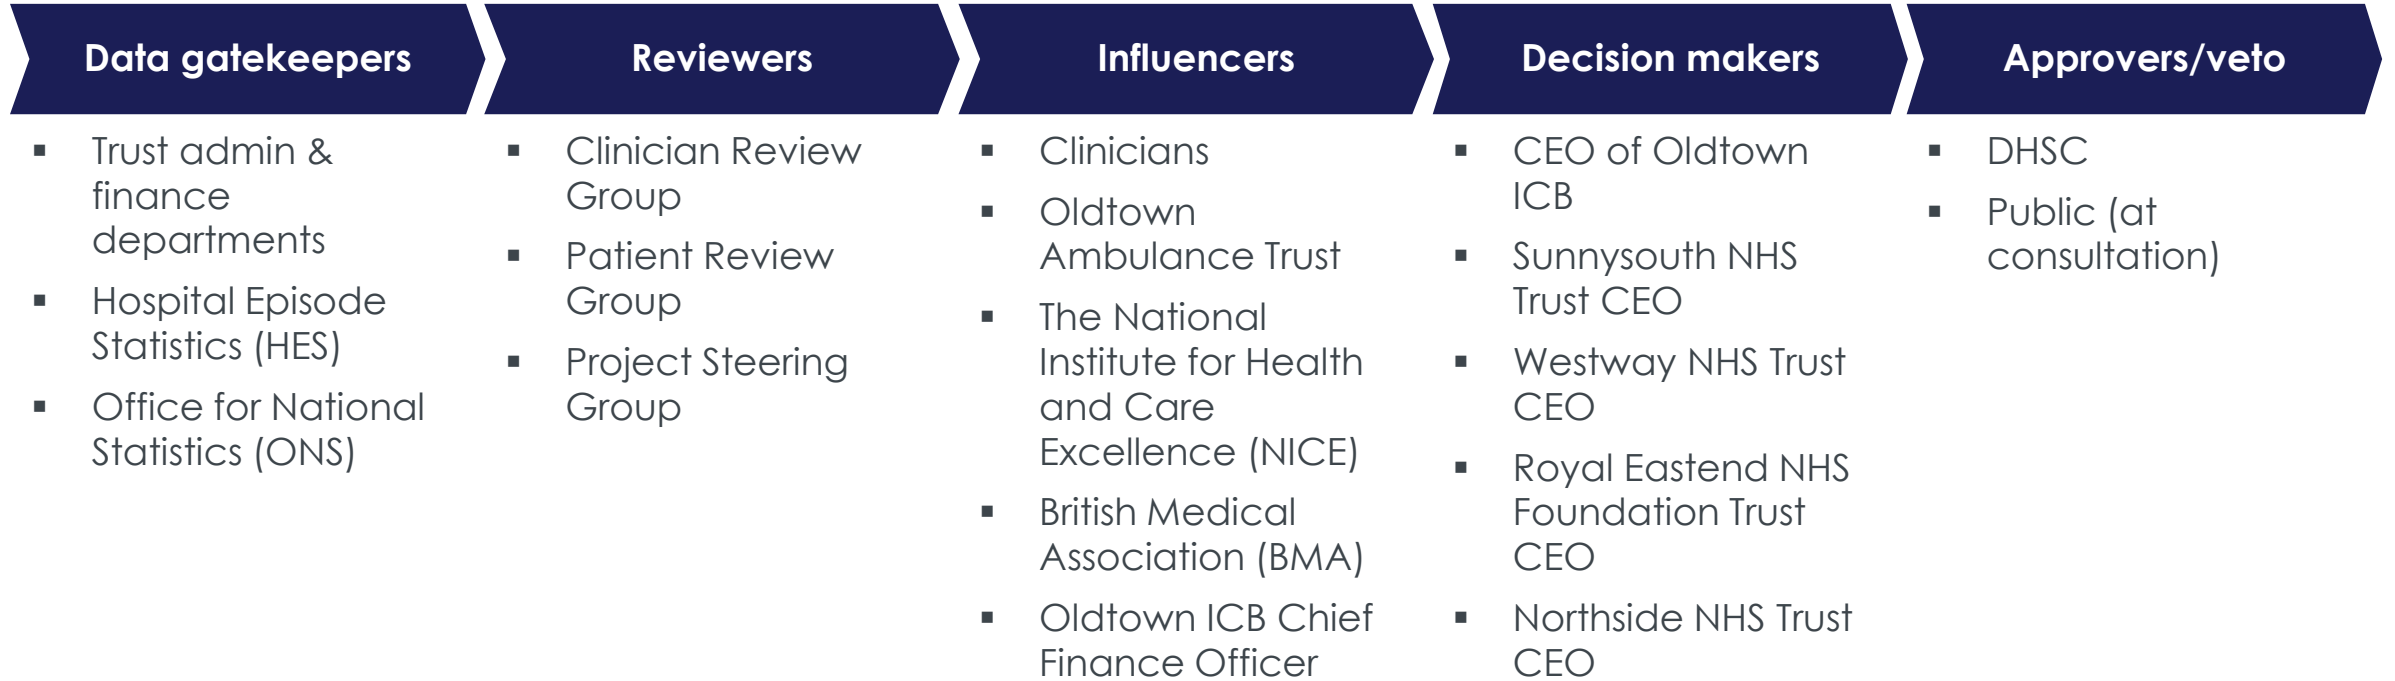 Data gatekeepers
Trust admin &
finance
departments
Hospital Episode
Statistics (HES)
Office for National
Statistics (ONS)
Reviewers
Clinician Review
Group
Patient Review
Group
Project Steering
Group
Influencers
Clinicians
Oldtown
Ambulance Trust
The National
Institute for Health
and Care
Excellence (NICE)
British Medical
Association (BMA)
Oldtown ICB Chief
Finance Officer
Decision makers
CEO of Oldtown
ICB
Sunnysouth NHS
Trust CEO
Westway NHS Trust
CEO
Royal Eastend NHS
Foundation Trust
CEO
Northside NHS Trust
CEO
Approvers/veto
DHSC
Public (at
consultation)